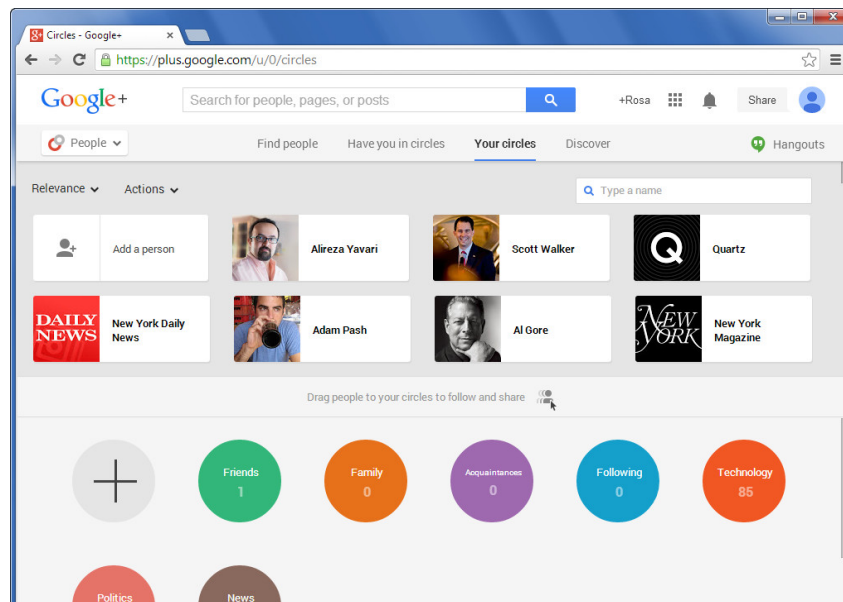 Circles - Google+
https://plus.google.com/u/0/circles
Google+
Search for people, pages, or posts
+Rosa
Share
People
Find people
Have you in circles
Your circles
Discover
Hangouts
Relevance
Actions
Type a name
Add a person
Alireza Yavari
Scott Walker
Q
Quartz
DAILY
NEWS
New York Daily
News
Adam Pash
Al Gore
NEW
YORK
New York
Magazine
Drag people to your circles to follow and share
Friends
1
Family
0
Acquaintances
0
Following
0
Technology
85
Politics
News